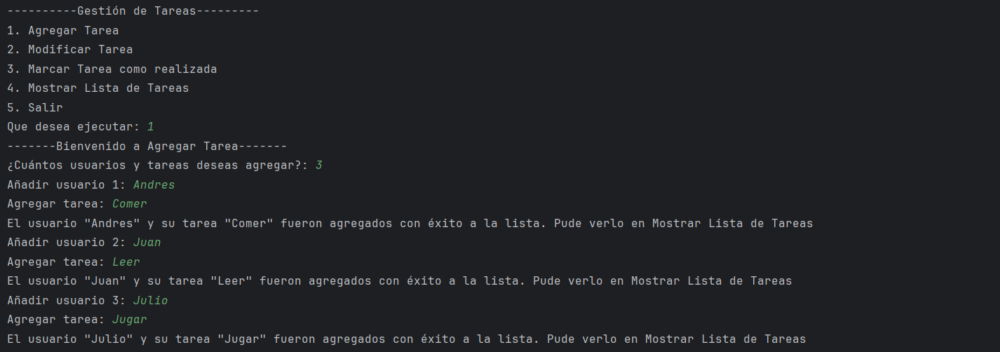 ----------Gestión de Tareas---------
1. Agregar Tarea
2. Modificar Tarea
3. Marcar Tarea como realizada
4. Mostrar Lista de Tareas
5. Salir
Que desea ejecutar: 1
-------Bienvenido a Agregar Tarea-------
¿Cuántos usuarios y tareas deseas agregar?: 3
Añadir usuario 1: Andres
Agregar tarea: Comer
El usuario "Andres" y su tarea "Comer" fueron agregados con éxito a la lista. Pude verlo en Mostrar Lista de Tareas
Añadir usuario 2: Juan
Agregar tarea: Leer
El usuario "Juan" y su tarea "Leer" fueron agregados con éxito a la lista. Pude verlo en Mostrar Lista de Tareas
Añadir usuario 3: Julio
Agregar tarea: Jugar
El usuario "Julio" y su tarea "Jugar" fueron agregados con éxito a la lista. Pude verlo en Mostrar Lista de Tareas